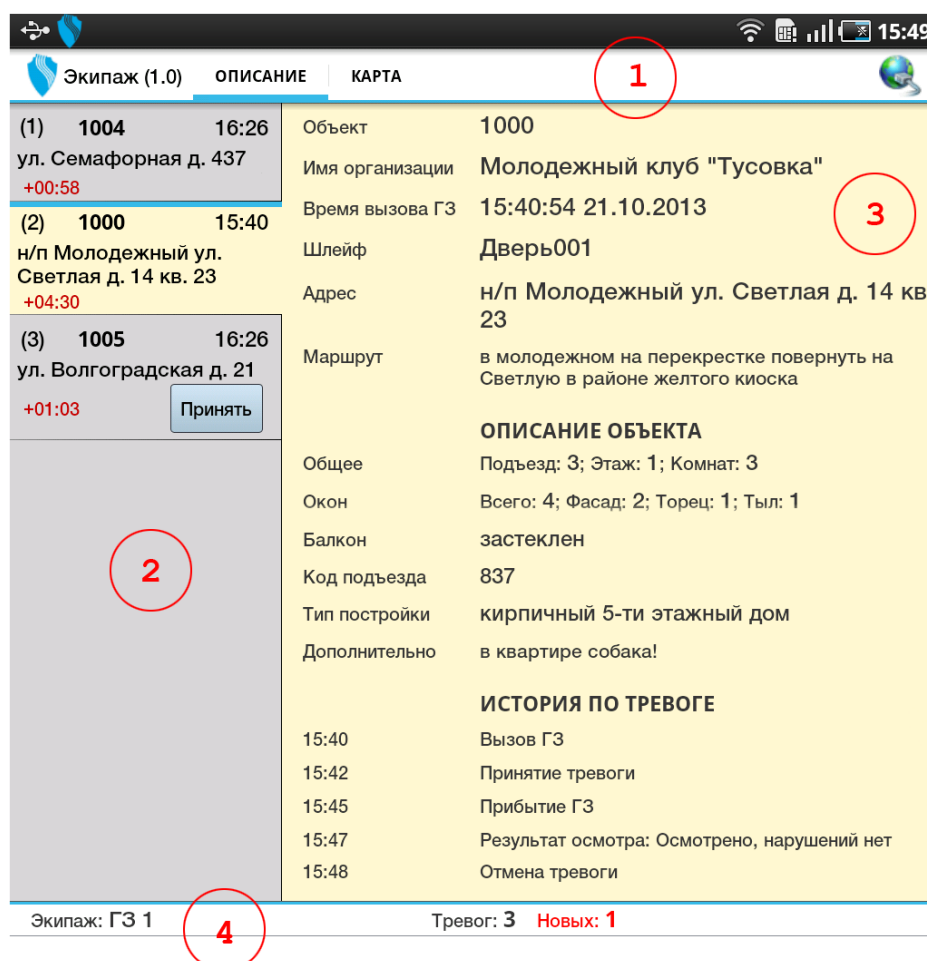 15:49
Экипаж (1.0) ОПИСАНИЕ КАРТА 1
(1) 1004 16:26
ул. Семафорная д. 437
+00:58
(2) 1000 15:40
н/п Молодежный ул.
Светлая д. 14 кв. 23
+04:30
(3) 1005 16:26
ул. Волгоградская д. 21
+01:03 Принять
2
Объект 1000
Имя организации Молодежный клуб "Тусовка"
Время вызова ГЗ 15:40:54 21.10.2013
3
Шлейф Дверь001
Адрес н/п Молодежный ул. Светлая д. 14 кв
23
Маршрут в молодежном на перекрестке повернуть на
Светлую в районе желтого киоска
ОПИСАНИЕ ОБЪЕКТА
Общее Подъезд: 3; Этаж: 1; Комнат: 3
Окон Всего: 4; Фасад: 2; Торец: 1; Тыл: 1
Балкон застеклен
Код подъезда 837
Тип постройки кирпичный 5-ти этажный дом
Дополнительно в квартире собака!
ИСТОРИЯ ПО ТРЕВОГЕ
15:40 Вызов ГЗ
15:42 Принятие тревоги
15:45 Прибытие ГЗ
15:47 Результат осмотра: Осмотрено, нарушений нет
15:48 Отмена тревоги
Экипаж: ГЗ 1 4 Тревог: 3 Новых: 1